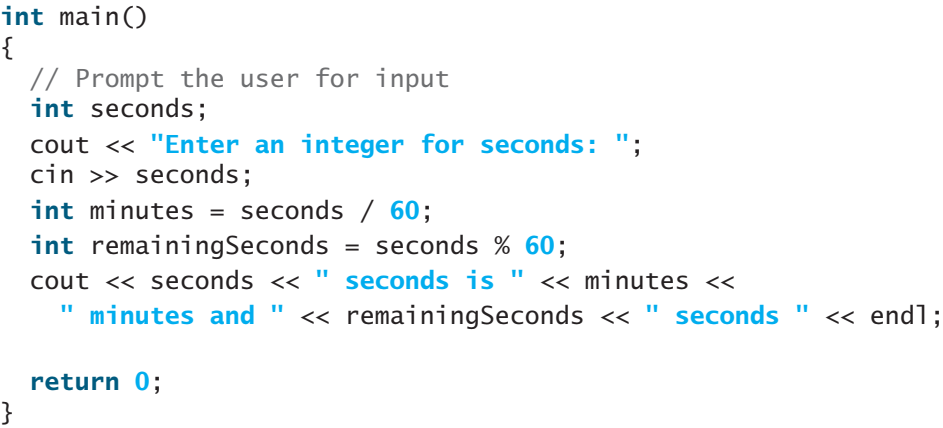 int main()
{
  // Prompt the user for input
  int seconds;
  cout << "Enter an integer for seconds: ";
  cin >> seconds;
  int minutes = seconds / 60;
  int remainingSeconds = seconds % 60;
  cout << seconds << " seconds is " << minutes <<
    " minutes and " << remainingSeconds << " seconds " << endl;

  return 0;
}